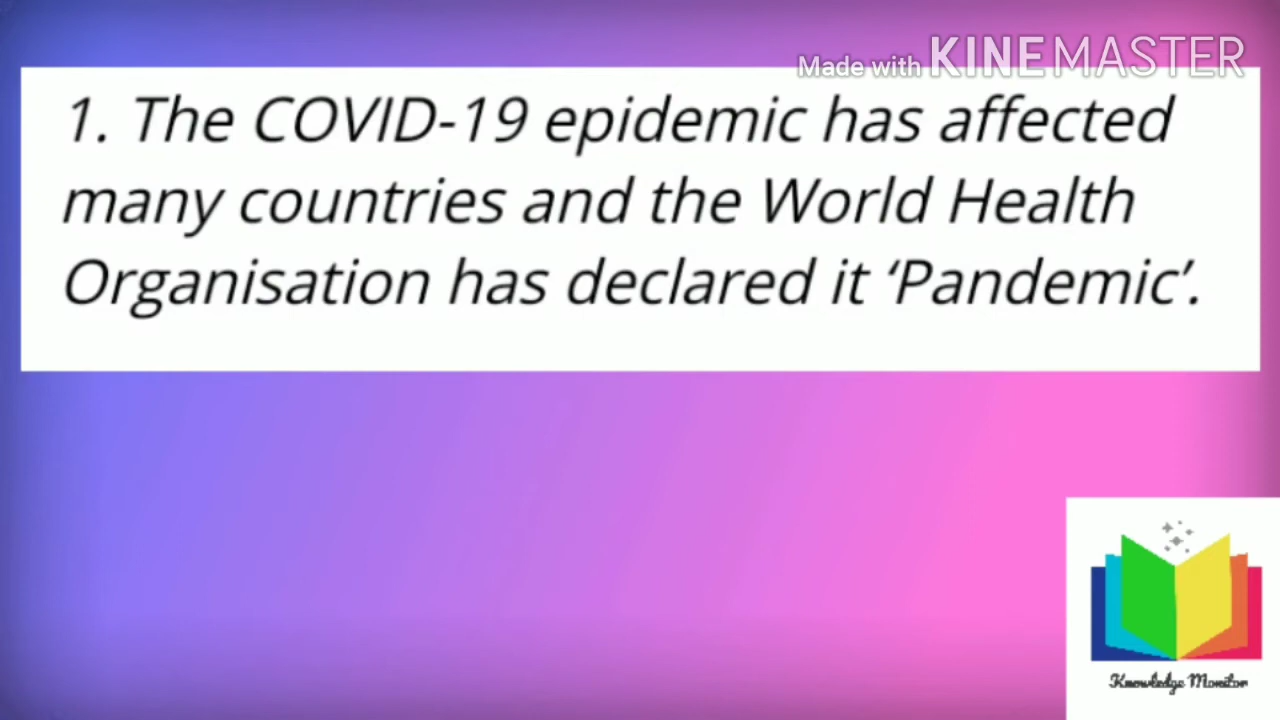 Made with KINEMASTER
1. The COVID-19 epidemic has affected
many countries and the World Health
Organisation has declared it ‘Pandemic’.
Knowledge Monitor